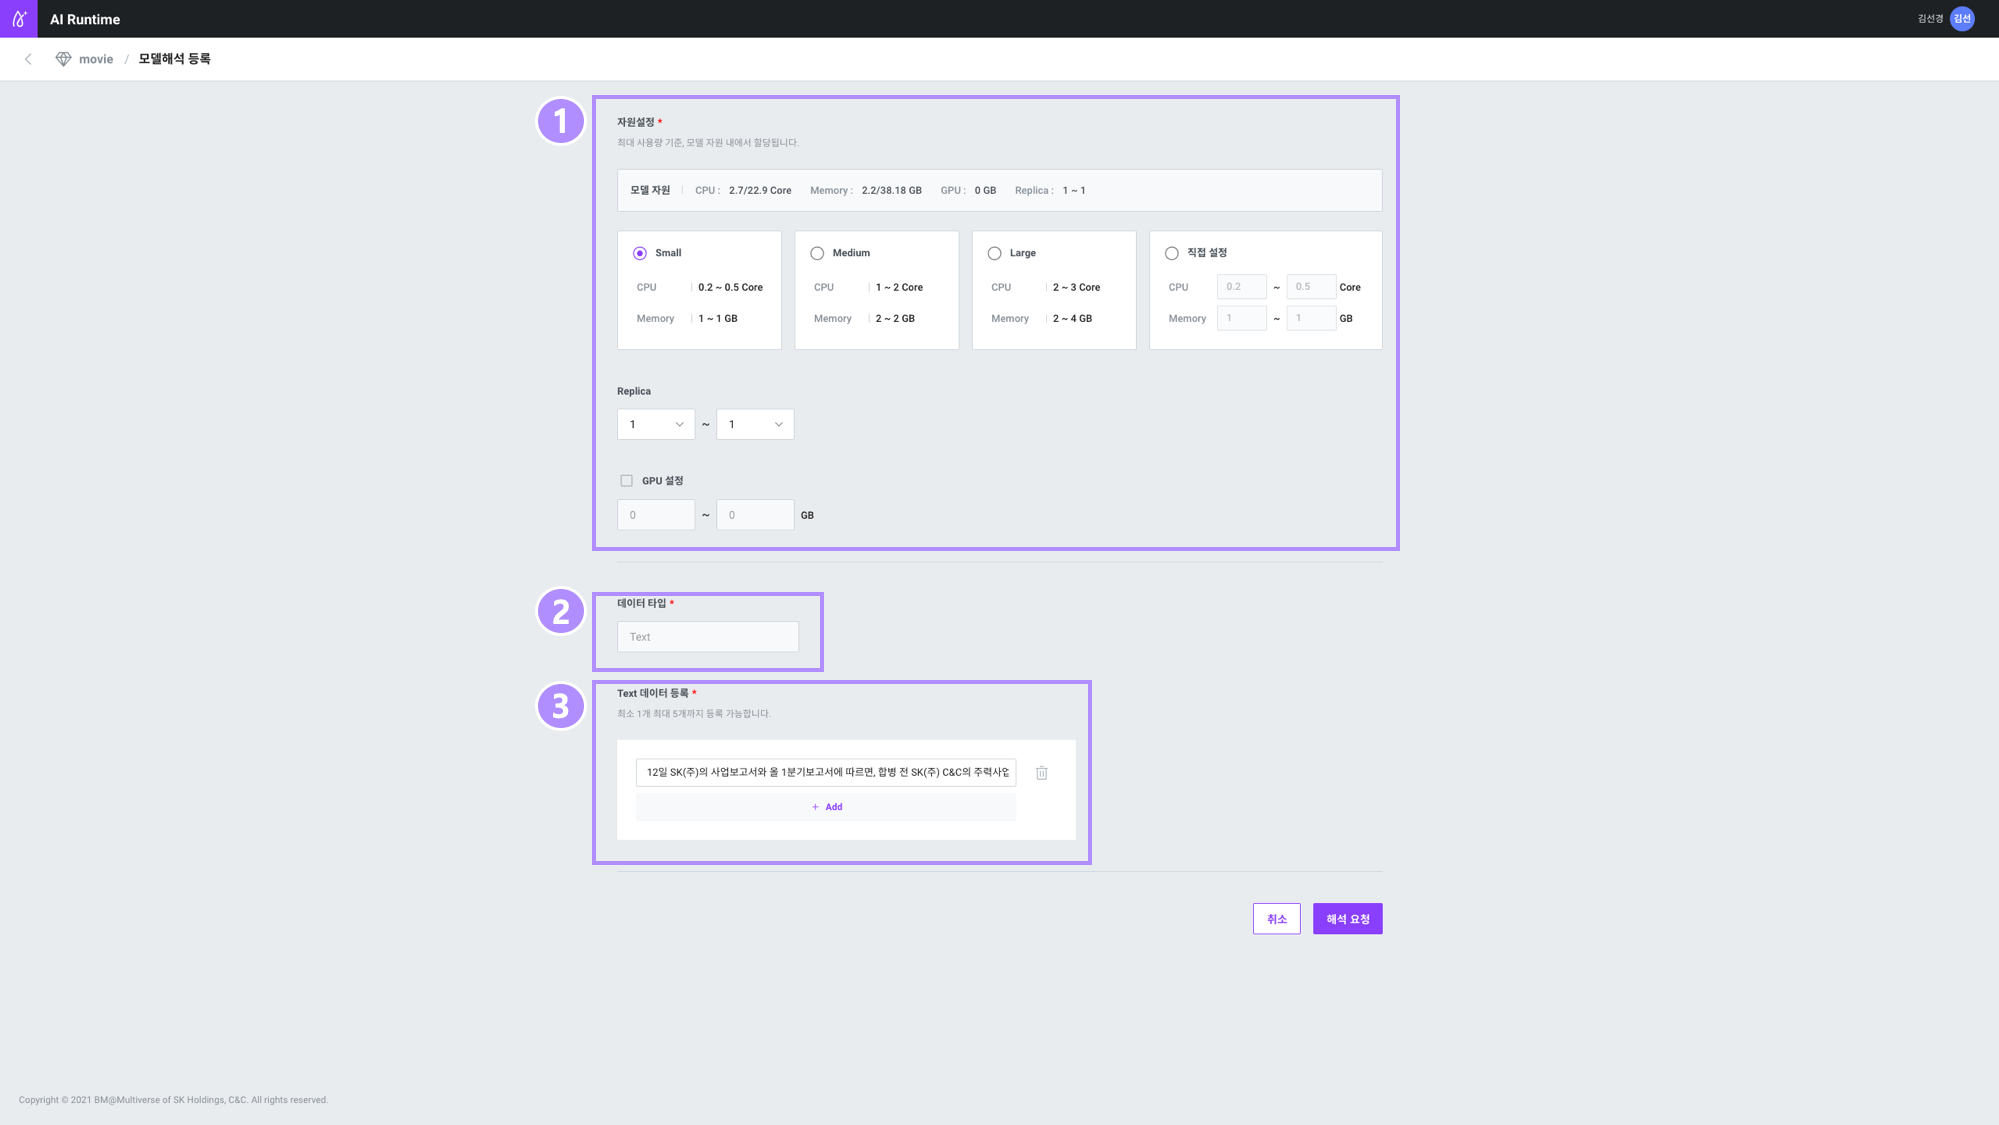 AI Runtime
김선경 김선
movie / 모델해석 등록
1
자원설정 *
최대 사용량 기준, 모델 자원 내에서 할당됩니다.
모델 자원 CPU : 2.7/22.9 Core Memory : 2.2/38.18 GB GPU : 0 GB Replica : 1 ~ 1
Small Medium Large 직접 설정
CPU 0.2 ~ 0.5 Core CPU 1 ~ 2 Core CPU 2 ~ 3 Core CPU 0.2 ~ 0.5 Core
Memory 1 ~ 1 GB Memory 2 ~ 2 GB Memory 2 ~ 4 GB Memory 1 ~ 1 GB
Replica
1 ~ 1
GPU 설정
0 ~ 0 GB
2
데이터 타입 *
Text
3
Text 데이터 등록 *
최소 1개 최대 5개까지 등록 가능합니다.
12일 SK(주)의 사업보고서와 올 1분기보고서에 따르면, 합병 전 SK(주) C&C의 주력사업
+ Add
취소 해석 요청
Copyright © 2021 BM@Multiverse of SK Holdings, C&C. All rights reserved.